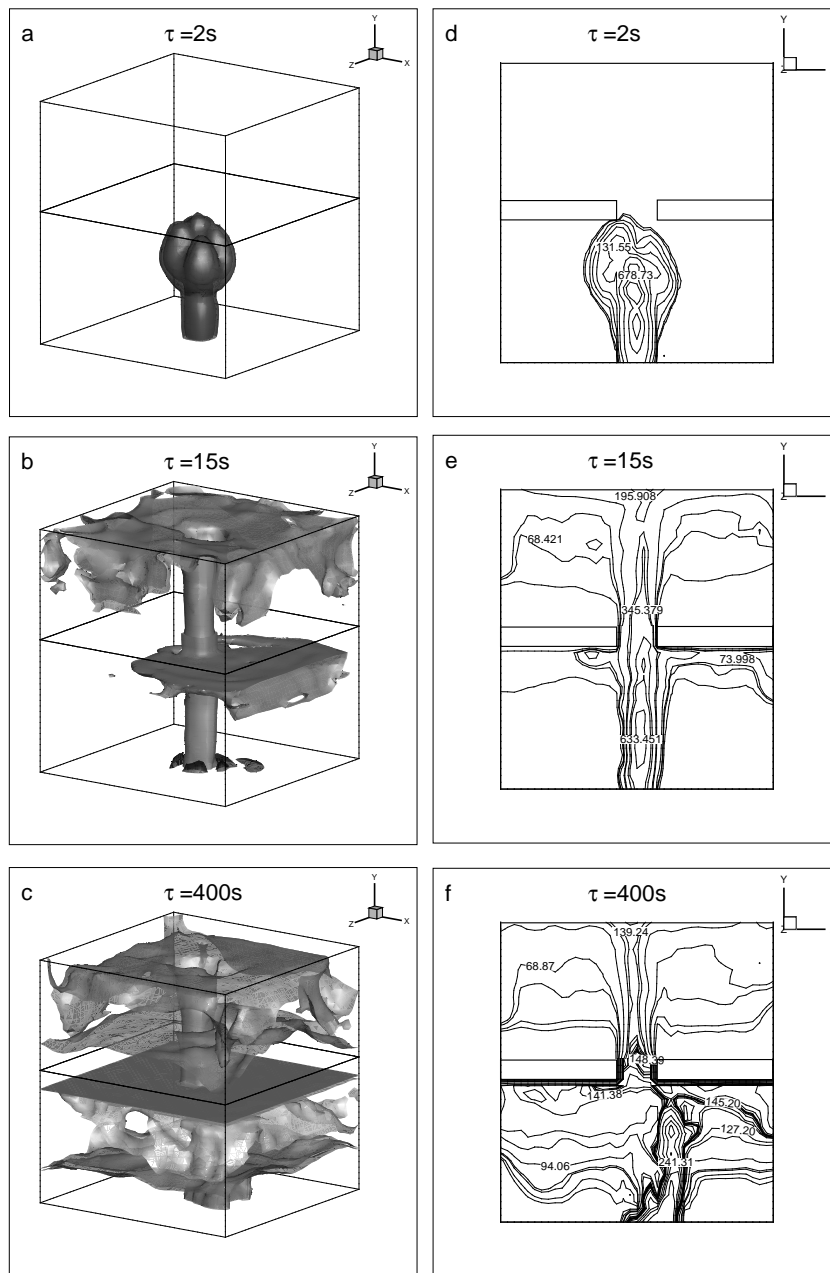 a
τ =2s
Y
Z
X
d
τ =2s
Y
Z
131.55
678.73
b
τ =15s
Y
Z
X
e
τ =15s
Y
Z
195.908
68.421
345.379
73.998
633.451
c
τ =400s
Y
Z
X
f
τ =400s
Y
Z
139.24
68.87
148.39
141.38
145.20
127.20
94.06
241.31